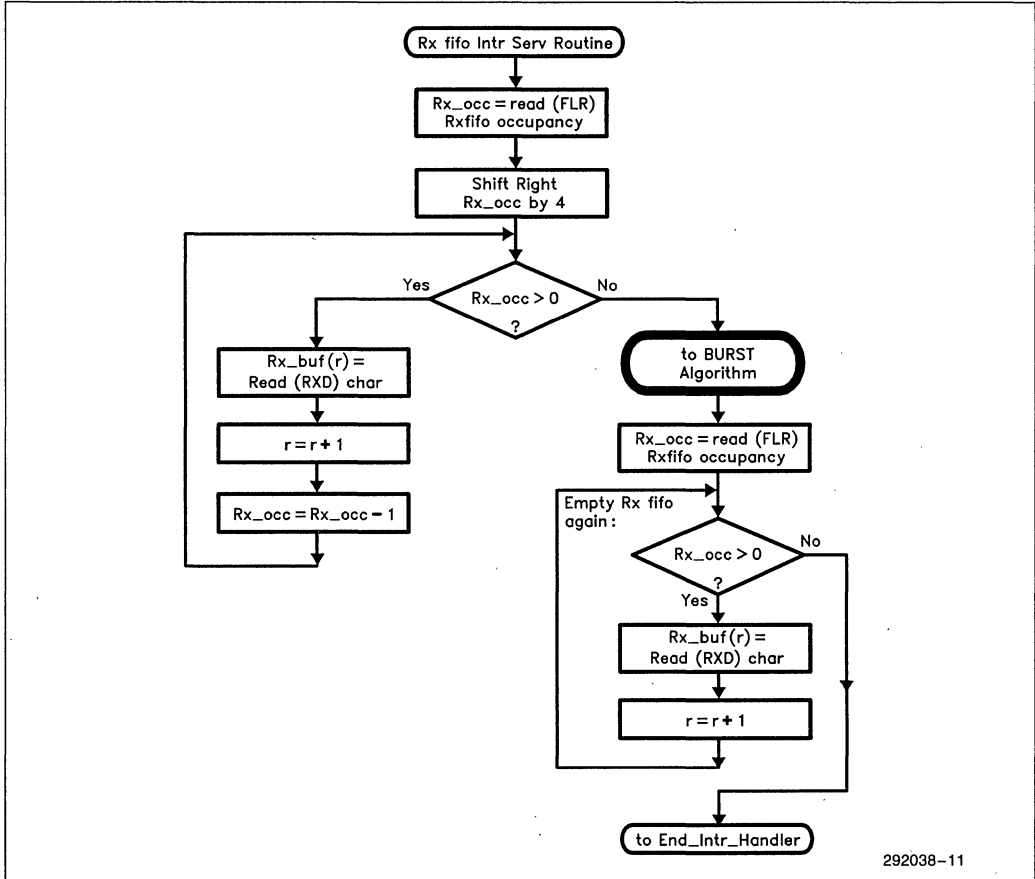 Rx fifo Intr Serv Routine
Rx_occ = read (FLR)
Rxfifo occupancy
Shift Right
Rx_occ by 4
Yes
Rx_occ > 0
?
No
Rx_buf(r) =
Read (RXD) char
r = r + 1
Rx_occ = Rx_occ - 1
to BURST
Algorithm
Rx_occ = read (FLR)
Rxfifo occupancy
Empty Rx fifo
again:
Rx_occ > 0
?
No
Yes
Rx_buf(r) =
Read (RXD) char
r = r + 1
to End_Intr_Handler
292038-11